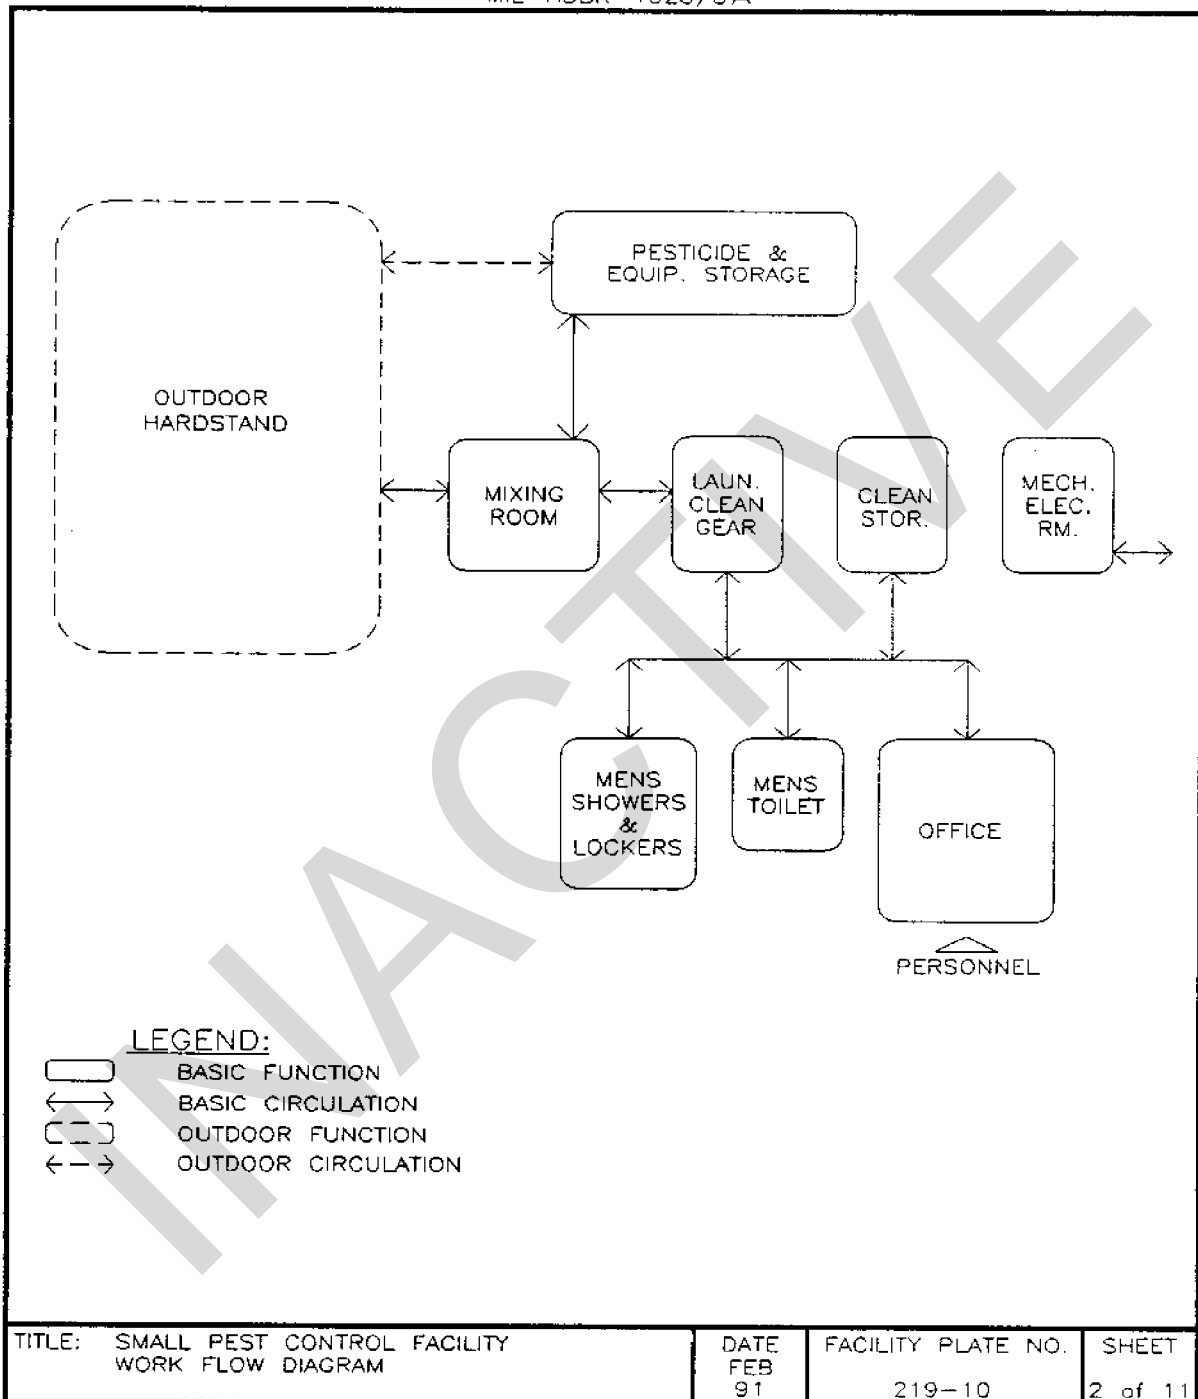 PESTICIDE &
EQUIP. STORAGE
OUTDOOR
HARDSTAND
MIXING
ROOM
LAUN.
CLEAN
GEAR
CLEAN
STOR.
MECH.
ELEC.
RM.
MENS
SHOWERS
&
LOCKERS
MENS
TOILET
OFFICE
PERSONNEL
LEGEND:
BASIC FUNCTION
BASIC CIRCULATION
OUTDOOR FUNCTION
OUTDOOR CIRCULATION
INACTIVE
TITLE: SMALL PEST CONTROL FACILITY
WORK FLOW DIAGRAM
DATE
FEB
91
FACILITY PLATE NO.
219-10
SHEET
2 of 11